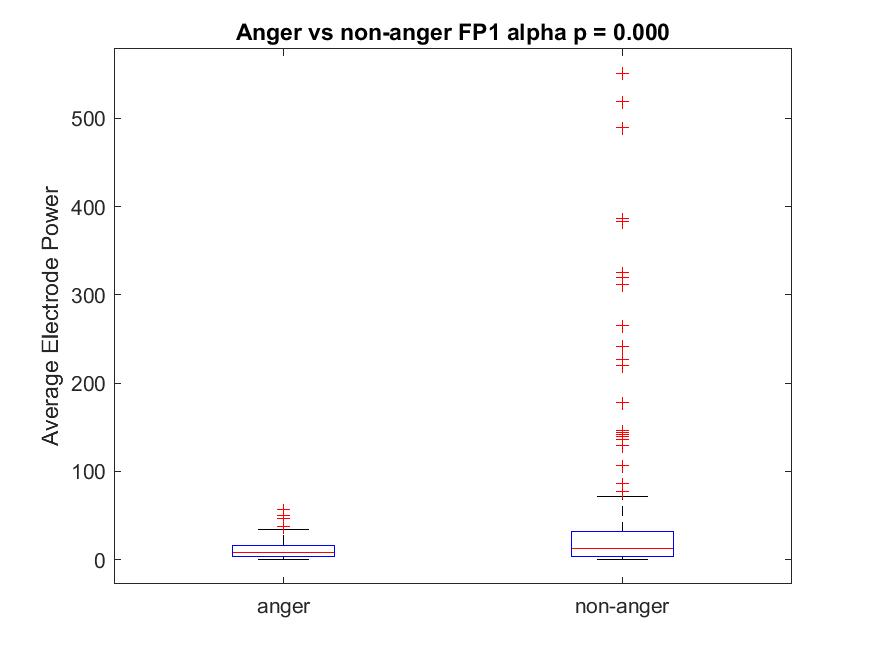 Anger vs non-anger FP1 alpha p = 0.000
Average Electrode Power
500
400
300
200
100
0
anger
non-anger